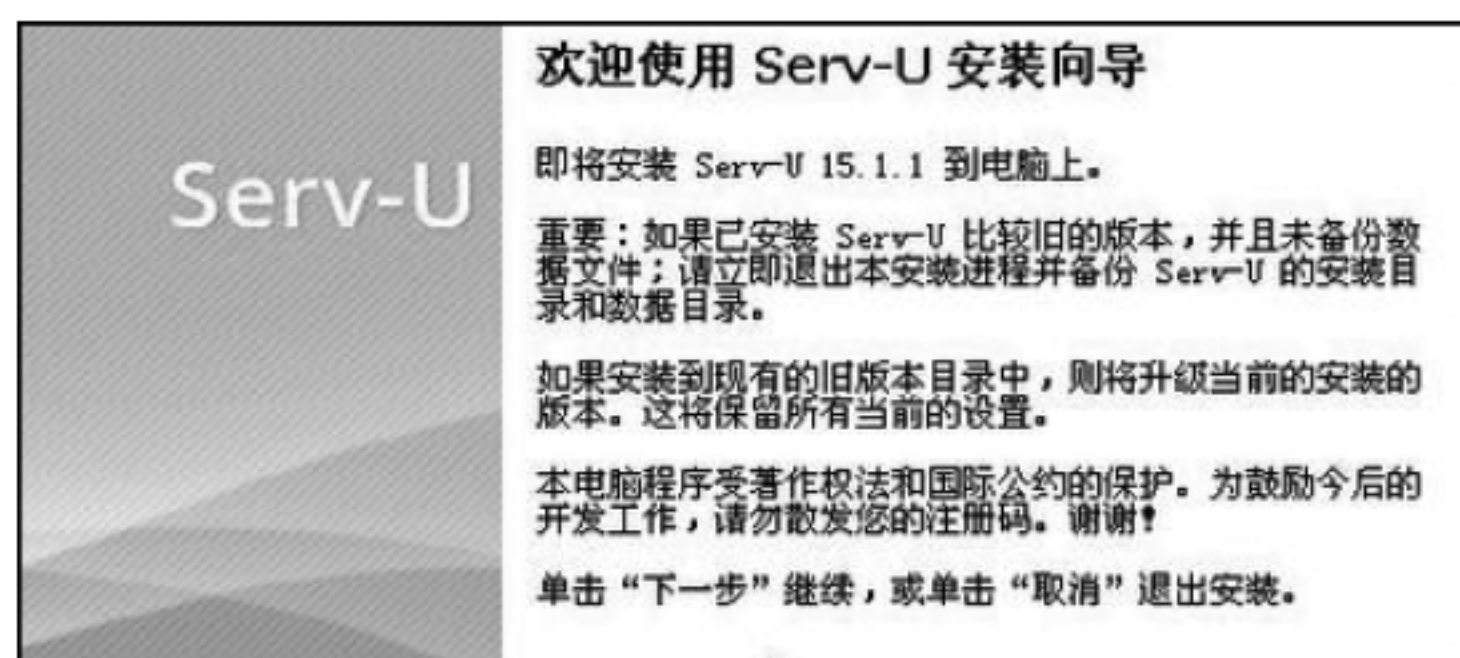 Serv-U
欢迎使用 Serv-U 安装向导
即将安装 Serv-U 15.1.1 到电脑上。
重要：如果已安装 Serv-U 比较旧的版本，并且未备份数
据文件；请立即退出本安装进程并备份 Serv-U 的安装目
录和数据目录。
如果安装到现有的旧版本目录中，则将升级当前的安装的
版本。这将保留所有当前的设置。
本电脑程序受著作权法和国际公约的保护。为鼓励今后的
开发工作，请勿散发您的注册码。谢谢！
单击“下一步”继续，或单击“取消”退出安装。